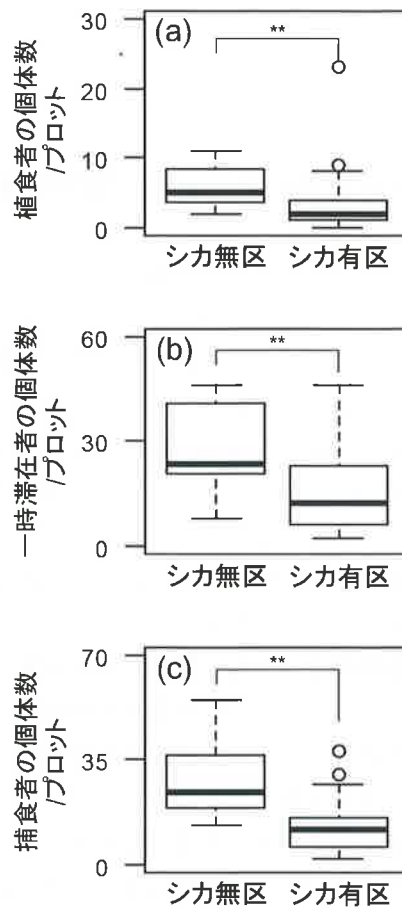 (a)
**
30
20
10
0
植食者の個体数
/プロット
シカ無区 シカ有区
(b)
**
60
30
0
一時滞在者の個体数
/プロット
シカ無区 シカ有区
(c)
**
70
35
0
捕食者の個体数
/プロット
シカ無区 シカ有区